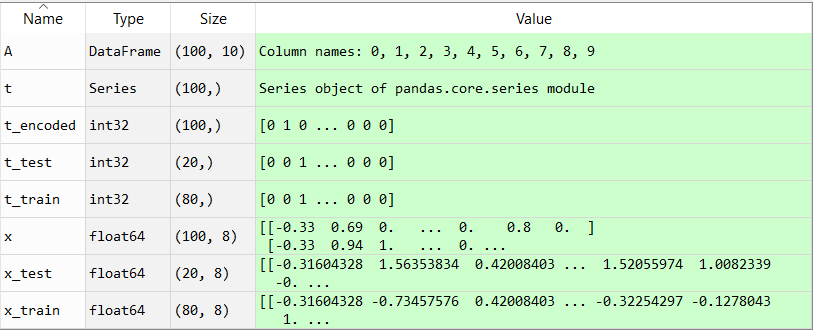 Name Type Size Value
A DataFrame (100, 10) Column names: 0, 1, 2, 3, 4, 5, 6, 7, 8, 9
t Series (100,) Series object of pandas.core.series module
t_encoded int32 (100,) [0 1 0 ... 0 0 0]
t_test int32 (20,) [0 0 1 ... 0 0 0]
t_train int32 (80,) [0 0 1 ... 0 0 0]
x float64 (100, 8) [[-0.33 0.69 0. ... 0. 0.8 0. ]
[-0.33 0.94 1. ... 0. ...
x_test float64 (20, 8) [[-0.31604328 1.56353834 0.42008403 ... 1.52055974 1.0082339
-0. ...
x_train float64 (80, 8) [[-0.31604328 -0.73457576 0.42008403 ... -0.32254297 -0.1278043
1. ...